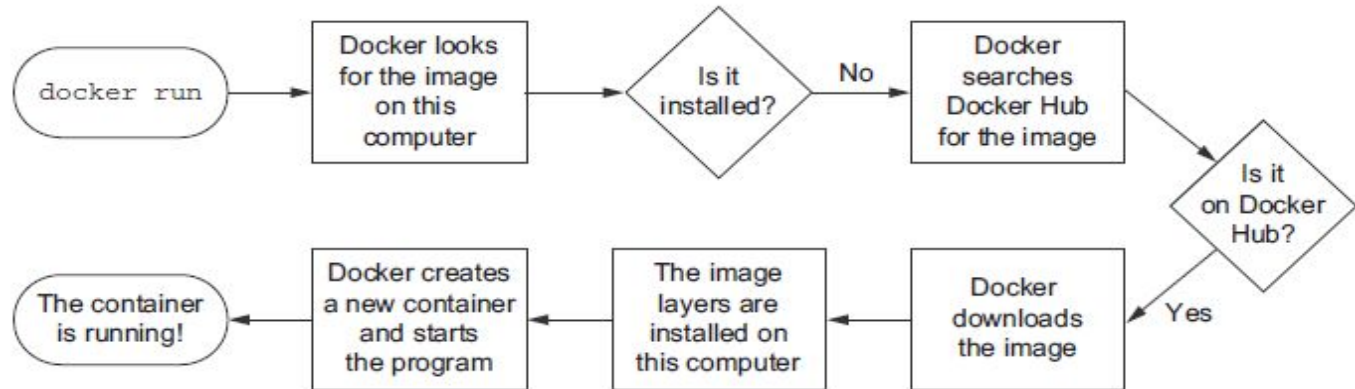 docker run
Docker looks
for the image
on this
computer
Is it
installed?
No
Docker
searches
Docker Hub
for the image
Is it
on Docker
Hub?
Yes
Docker
downloads
the image
The image
layers are
installed on
this computer
Docker creates
a new container
and starts
the program
The container
is running!